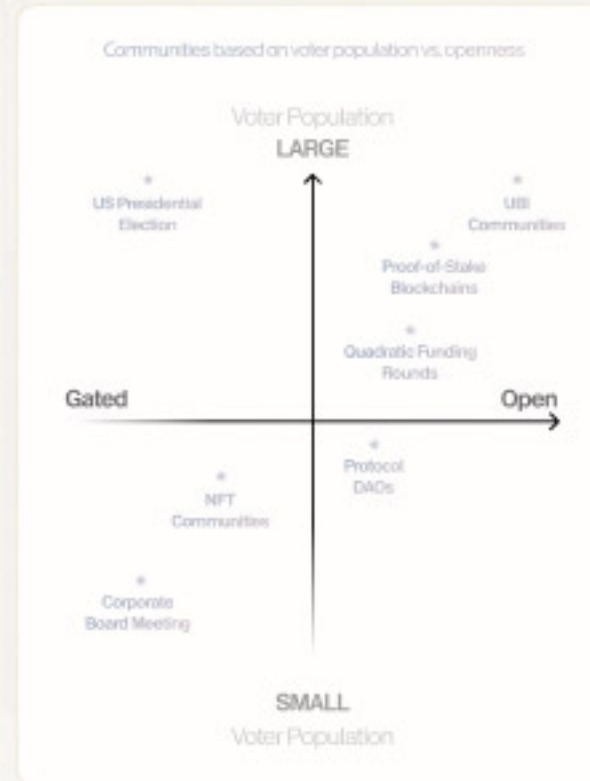 Communities based on voter population vs. openness
Voter Population
LARGE
US Presidential
Election
UBI
Communities
Proof-of-Stake
Blockchains
Quadratic Funding
Rounds
Gated
Open
Protocol
DAOs
NFT
Communities
Corporate
Board Meeting
SMALL
Voter Population